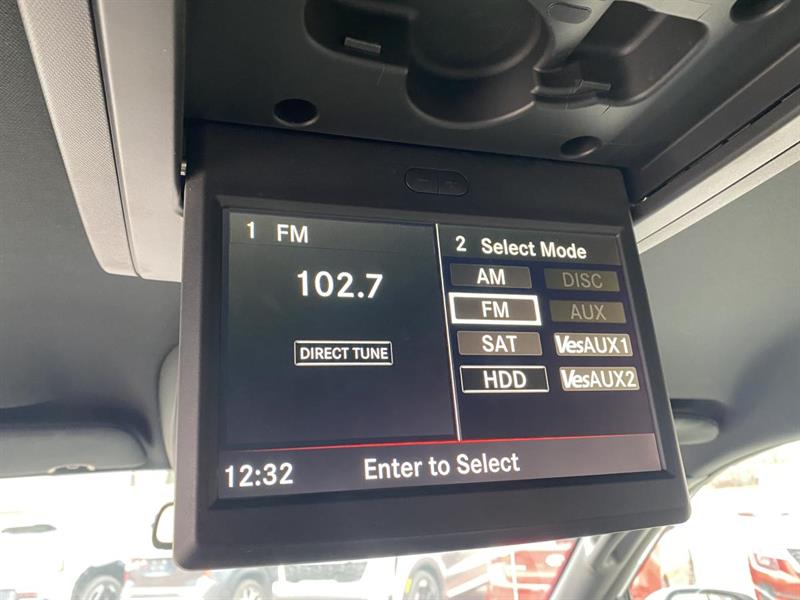 1 FM
102.7
DIRECT TUNE
2 Select Mode
AM DISC
FM AUX
SAT VesAUX1
HDD VesAUX2
12:32 Enter to Select